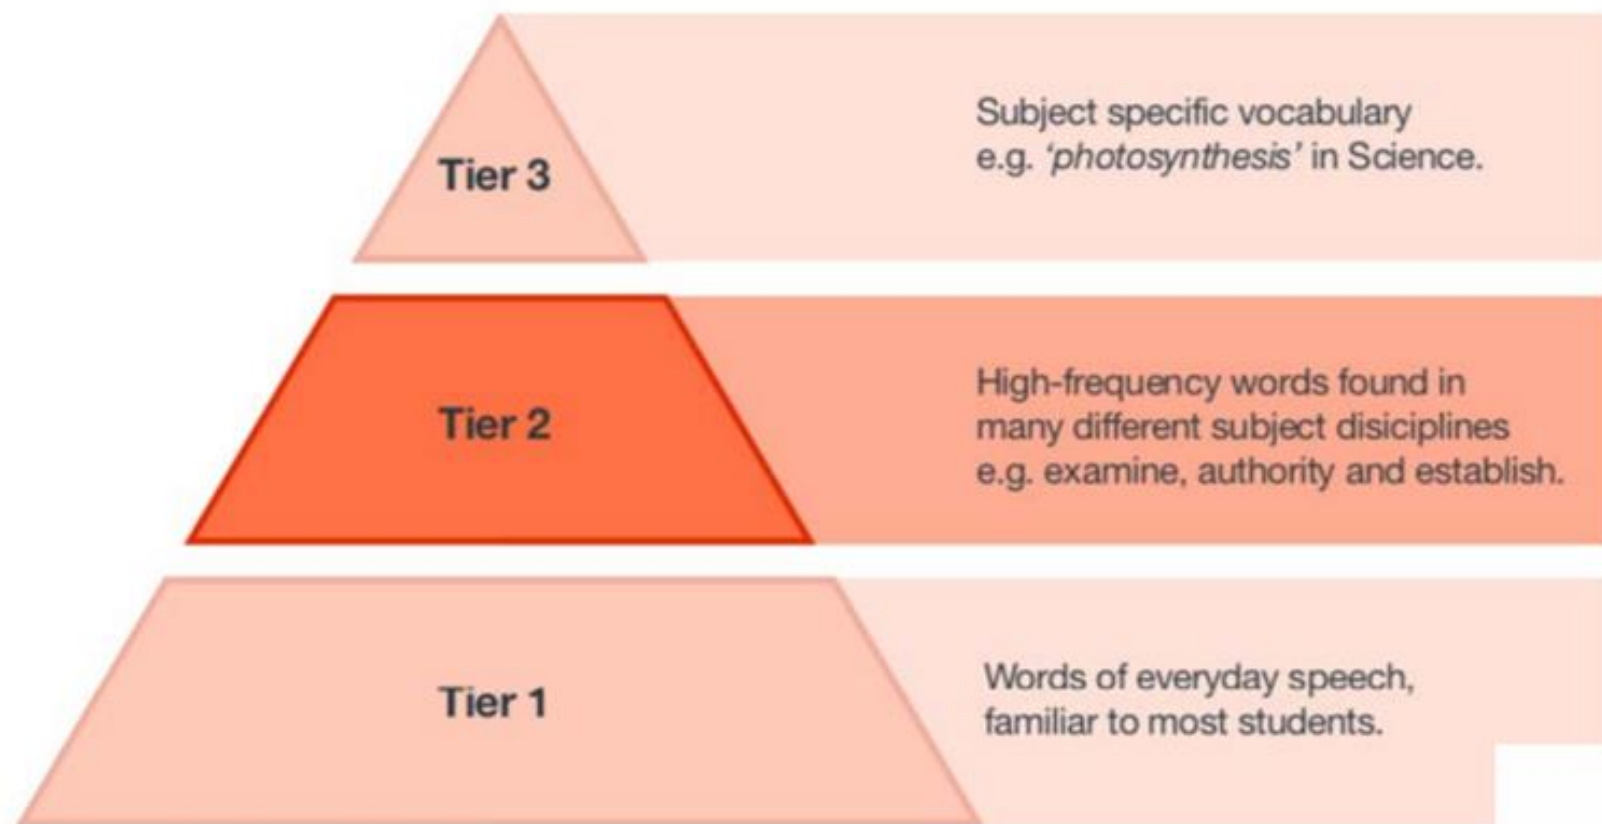 Tier 3
Subject specific vocabulary
e.g. ‘photosynthesis’ in Science.
Tier 2
High-frequency words found in
many different subject disiciplines
e.g. examine, authority and establish.
Tier 1
Words of everyday speech,
familiar to most students.